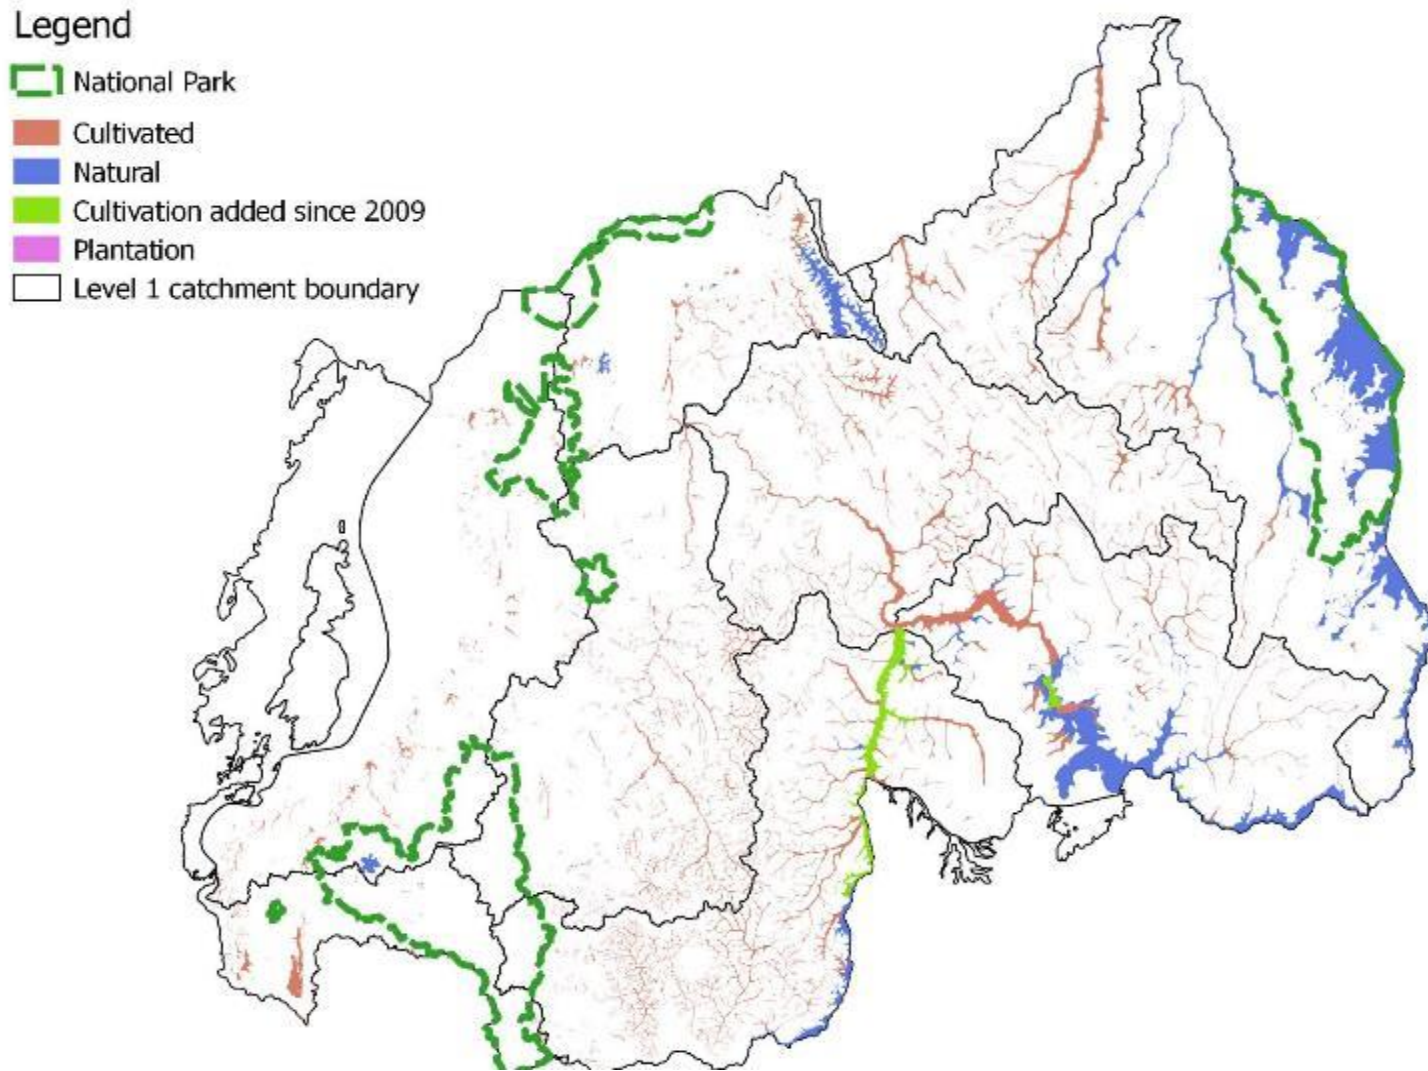 Legend
National Park
Cultivated
Natural
Cultivation added since 2009
Plantation
Level 1 catchment boundary